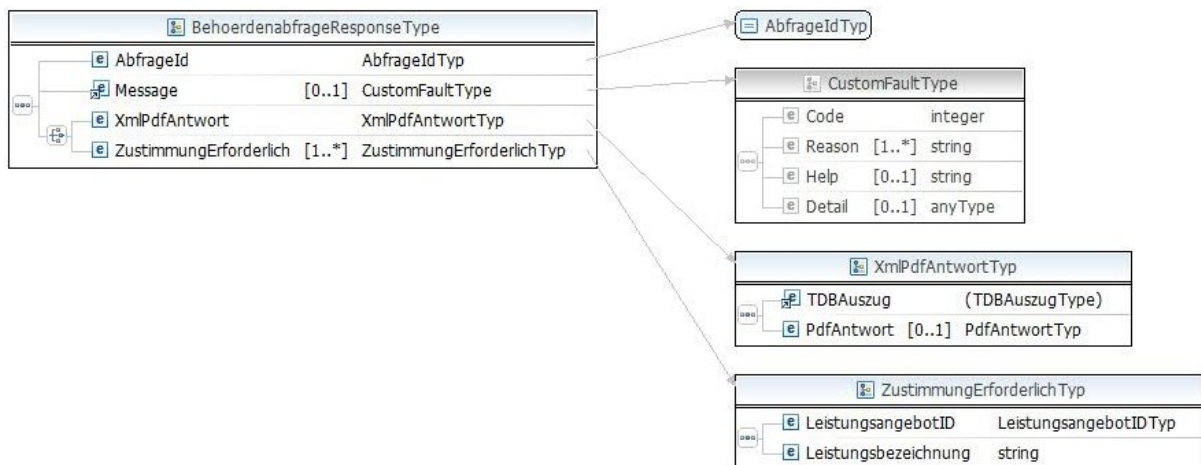 BehoerdenabfrageResponseType
AbfrageId AbfrageIdTyp
Message [0..1] CustomFaultType
XmlPdfAntwort XmlPdfAntwortTyp
ZustimmungErforderlich [1..*] ZustimmungErforderlichTyp
AbfrageIdTyp
CustomFaultType
Code integer
Reason [1..*] string
Help [0..1] string
Detail [0..1] anyType
XmlPdfAntwortTyp
TDBAuszug (TDBAuszugType)
PdfAntwort [0..1] PdfAntwortTyp
ZustimmungErforderlichTyp
LeistungsangebotID LeistungsangebotIDTyp
Leistungsbezeichnung string